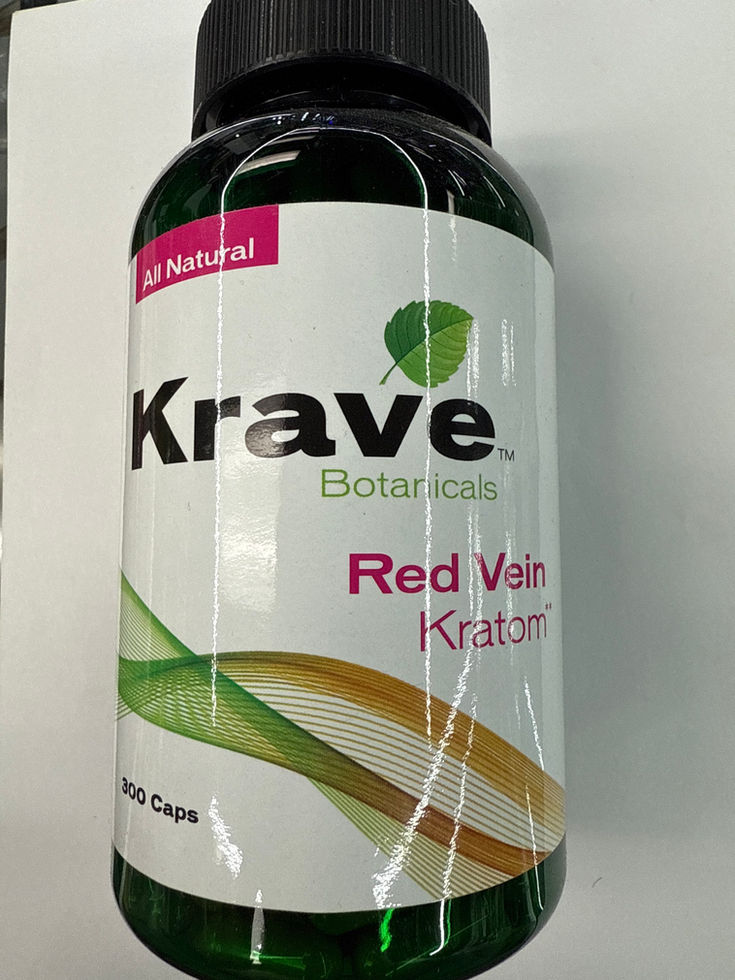 All Natural
Krave™
Botanicals
Red Vein
Kratom**
300 Caps